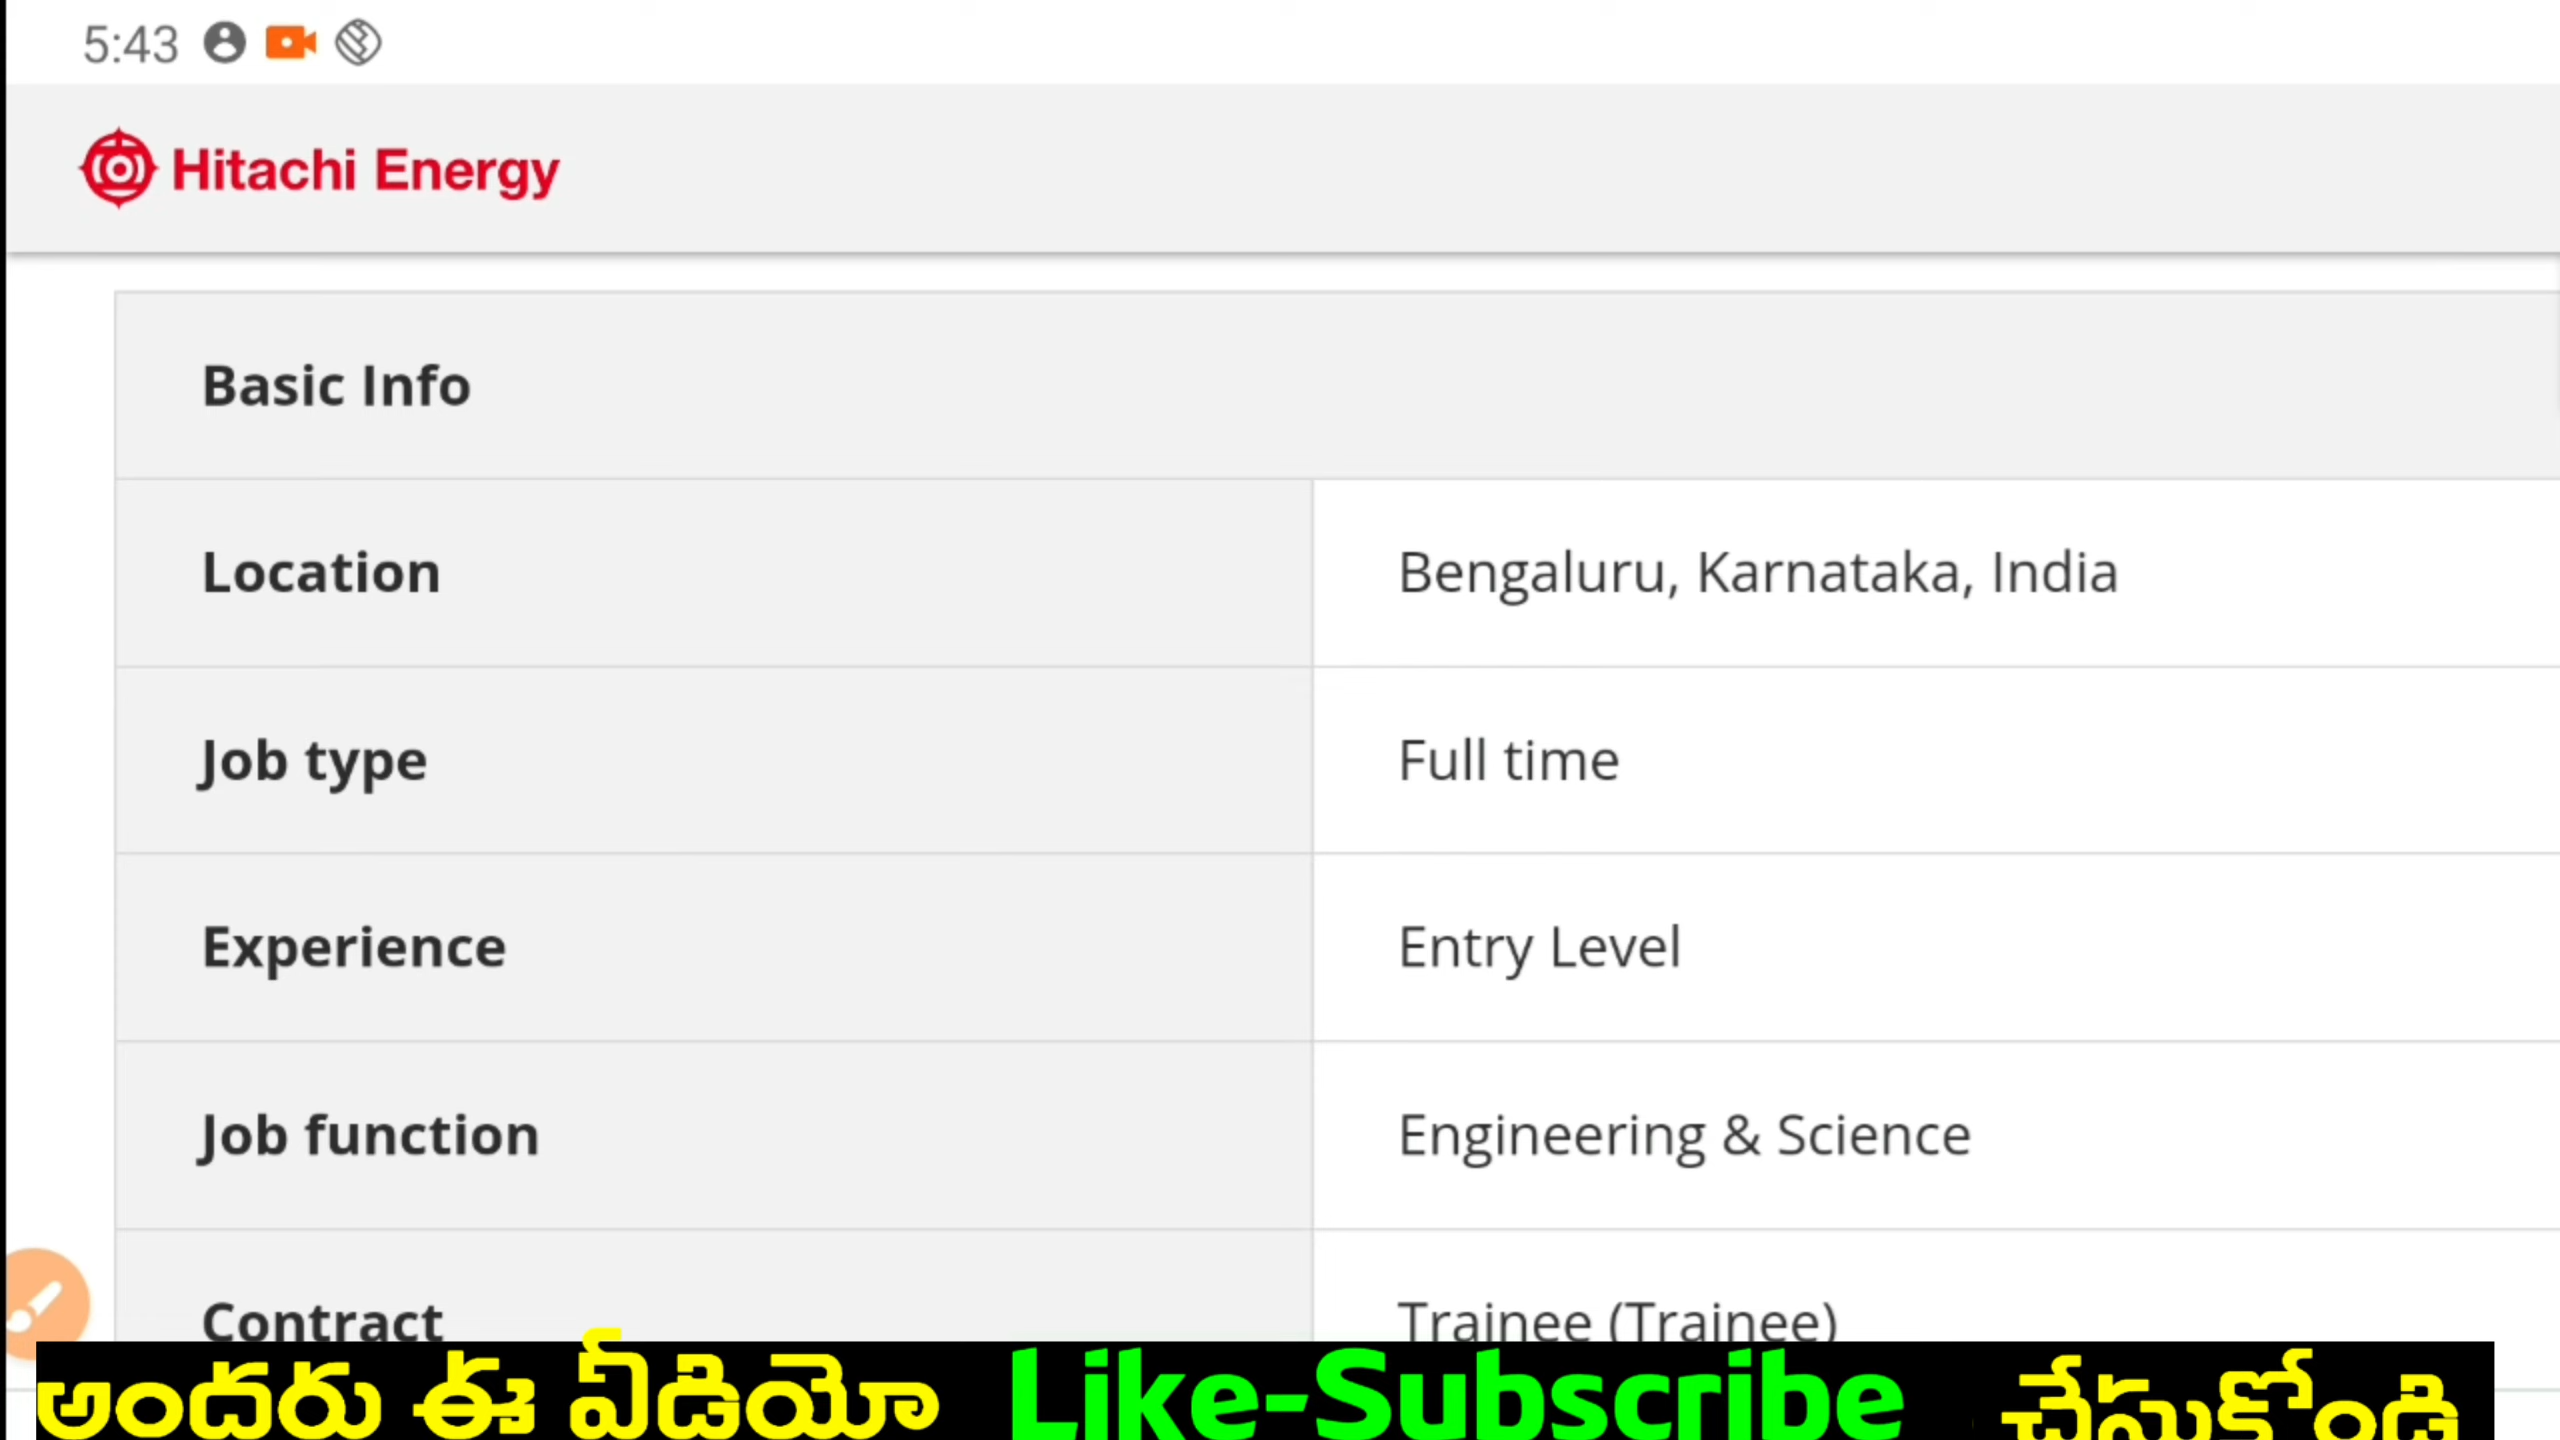 5:43
Hitachi Energy
Basic Info
Location Bengaluru, Karnataka, India
Job type Full time
Experience Entry Level
Job function Engineering & Science
Contract Trainee (Trainee)
అందరు ఈ వీడియో Like-Subscribe చేసుకోండి